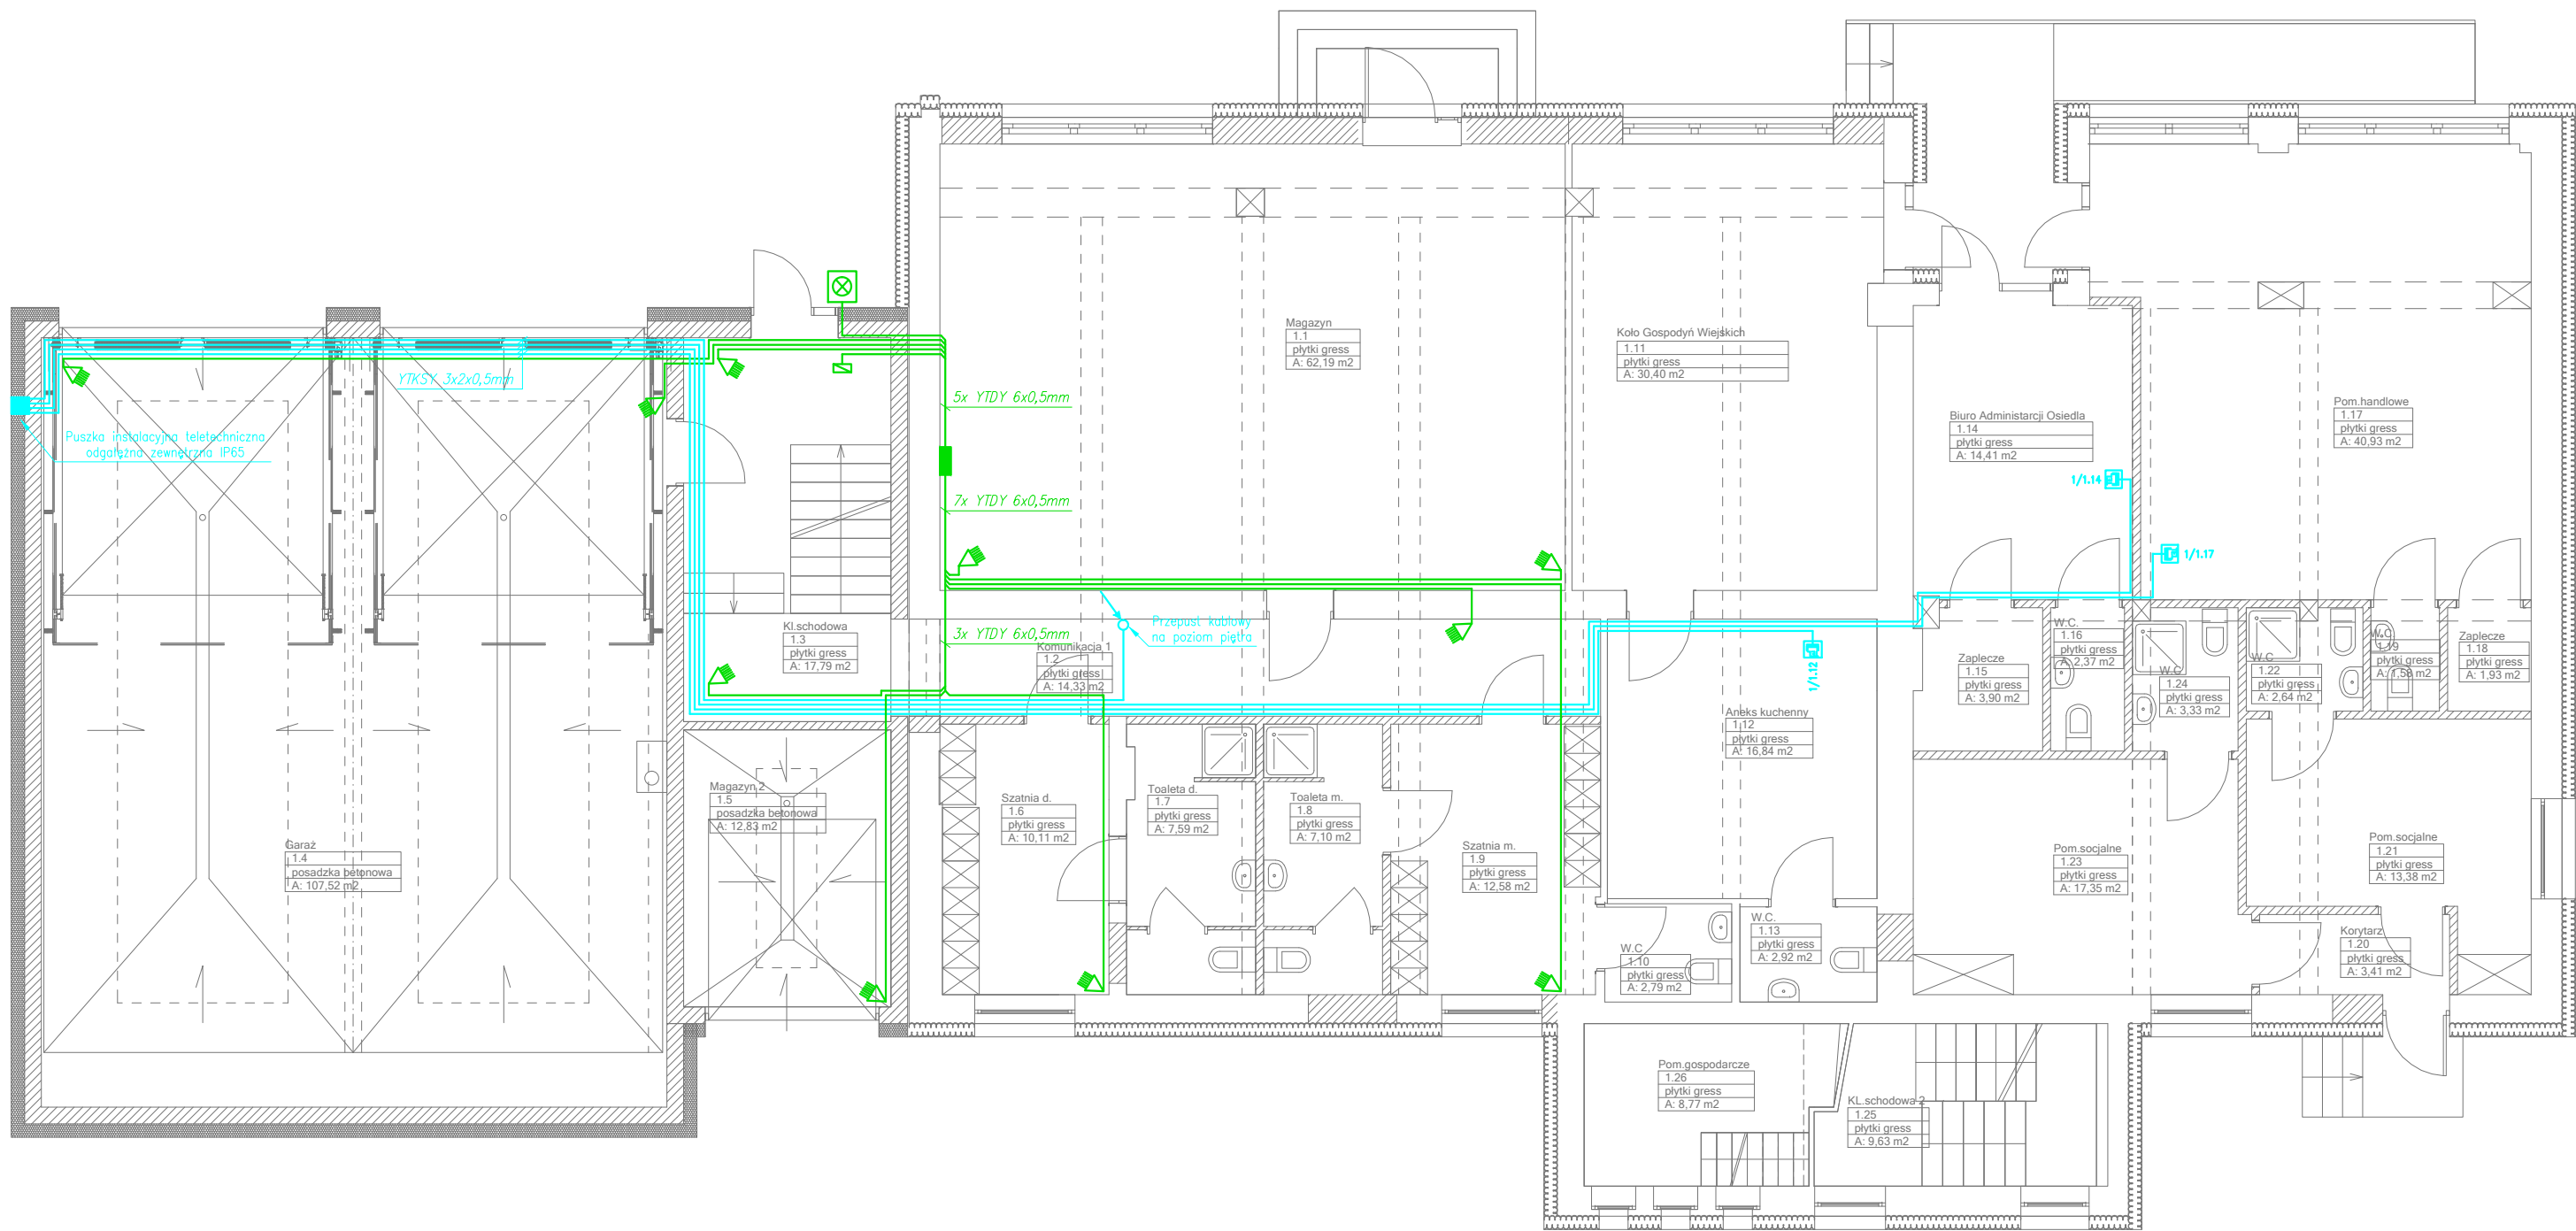 Magazyn
1.1
płytki gress
A: 62,19 m2
Koło Gospodyń Wiejskich
1.11
płytki gress
A: 30,40 m2
YTKSY 3x2x0,5mm
5x YTDY 6x0,5mm
Puszka instalacyjna teletechniczna
odgałęźna zewnętrzna IP65
Biuro Administarcji Osiedla
1.14
płytki gress
A: 14,41 m2
Pom.handlowe
1.17
płytki gress
A: 40,93 m2
1/1.14
7x YTDY 6x0,5mm
1/1.17
Kl.schodowa
1.3
płytki gress
A: 17,79 m2
3x YTDY 6x0,5mm
Komunikacja 1
1.2
płytki gress
A: 14,33 m2
Przepust kablowy
na poziom piętra
1/1.12
Zaplecze
1.15
płytki gress
A: 3,90 m2
W.C.
1.16
płytki gress
A: 2,37 m2
W.C
1.24
płytki gress
A: 3,33 m2
W.C
1.22
płytki gress
A: 2,64 m2
W.C
1.19
płytki gress
A: 1,58 m2
Zaplecze
1.18
płytki gress
A: 1,93 m2
Aneks kuchenny
1.12
płytki gress
A: 16,84 m2
Magazyn 2
1.5
posadzka betonowa
A: 12,83 m2
Szatnia d.
1.6
płytki gress
A: 10,11 m2
Toaleta d.
1.7
płytki gress
A: 7,59 m2
Toaleta m.
1.8
płytki gress
A: 7,10 m2
Garaż
1.4
posadzka betonowa
A: 107,52 m2
Szatnia m.
1.9
płytki gress
A: 12,58 m2
Pom.socjalne
1.23
płytki gress
A: 17,35 m2
Pom.socjalne
1.21
płytki gress
A: 13,38 m2
W.C
1.10
płytki gress
A: 2,79 m2
W.C.
1.13
płytki gress
A: 2,92 m2
Korytarz
1.20
płytki gress
A: 3,41 m2
Pom.gospodarcze
1.26
płytki gress
A: 8,77 m2
KL.schodowa 2
1.25
płytki gress
A: 9,63 m2